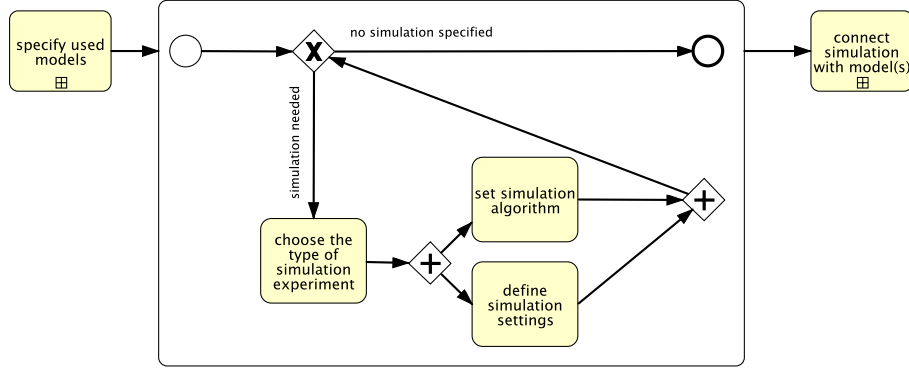 specify used
models
no simulation specified
connect
simulation
with model(s)
X
simulation needed
set simulation
algorithm
choose the
type of
simulation
experiment
define
simulation
settings